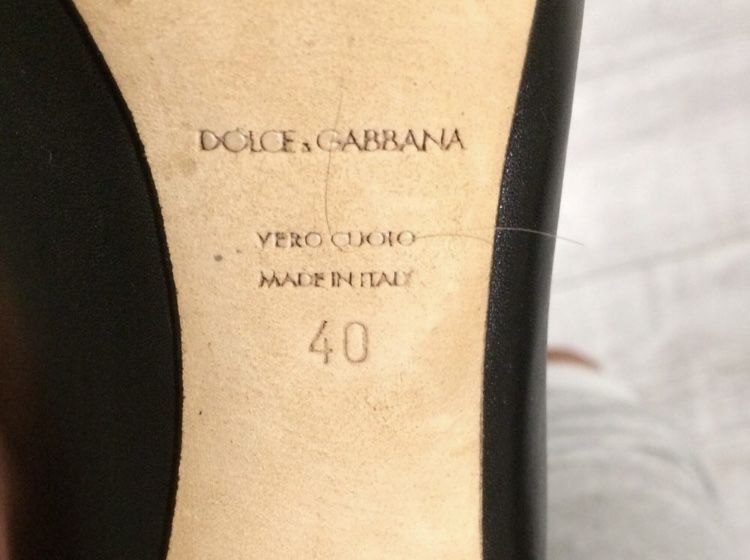 DOLCE & GABBANA
VERO CUOIO
MADE IN ITALY
40